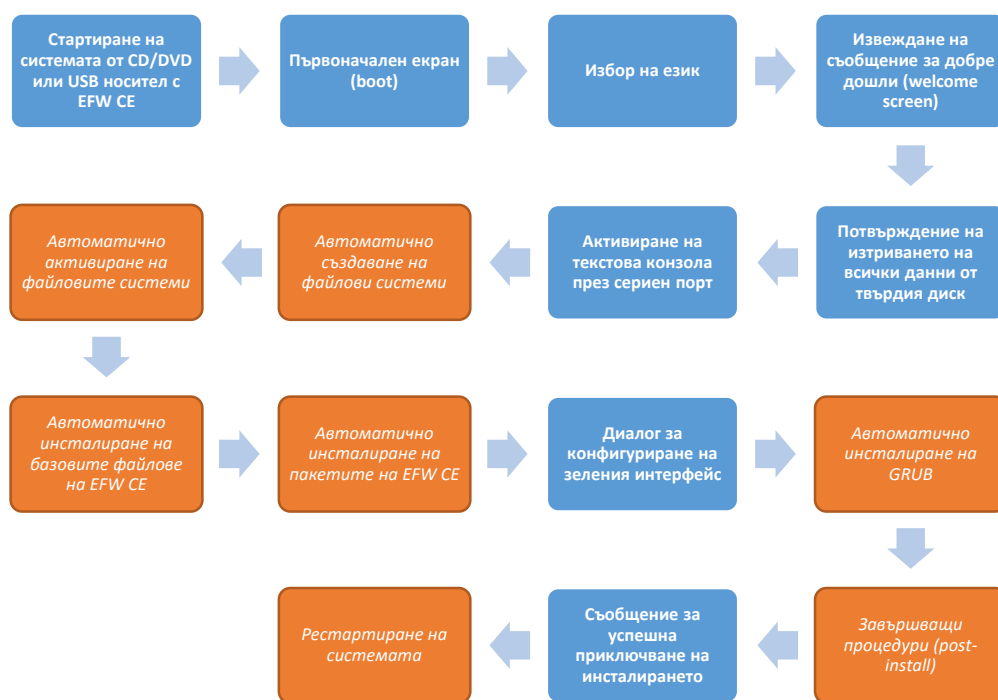 Стартиране на
системата от CD/DVD
или USB носител с
EFW CE
Първоначален екран
(boot)
Избор на език
Извеждане на
съобщение за добре
дошли (welcome
screen)
Потвърждение на
изтриването на
всички данни от
твърдия диск
Активиране на
текстова конзола
през сериен порт
Автоматично
създаване на
файлови системи
Автоматично
активиране на
файловите системи
Автоматично
инсталиране на
базовите файлове
на EFW CE
Автоматично
инсталиране на
пакетите на EFW CE
Диалог за
конфигуриране на
зеления интерфейс
Автоматично
инсталиране на
GRUB
Завършващи
процедури (post-
install)
Съобщение за
успешна
приключване на
инсталирането
Рестартиране на
системата